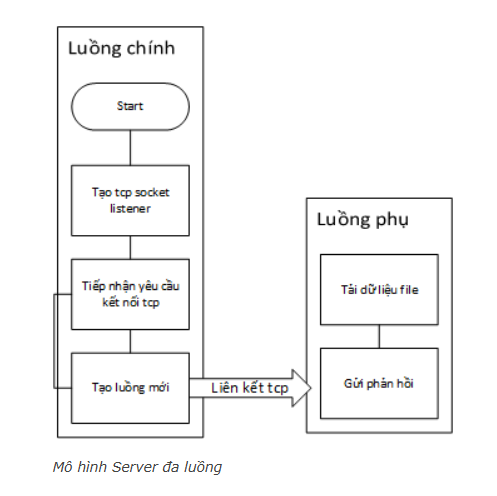 Luồng chính
Start
Tạo tcp socket
listener
Tiếp nhận yêu cầu
kết nối tcp
Tạo luồng mới
Liên kết tcp
Luồng phụ
Tải dữ liệu file
Gửi phản hồi
Mô hình Server đa luồng